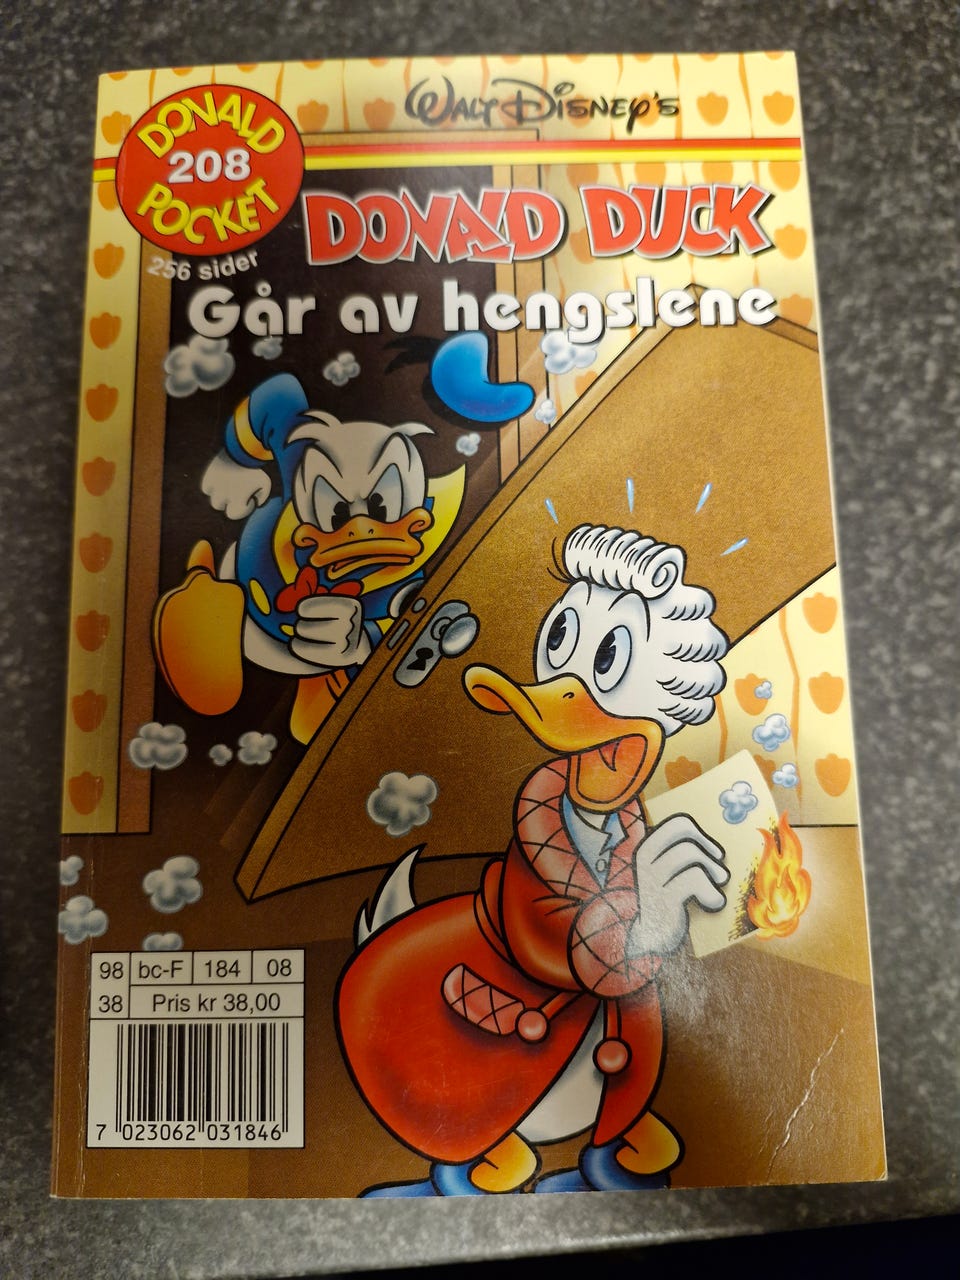 WALT DISNEY'S
DONALD
208
POCKET
256 sider
DONALD DUCK
Går av hengslene
98 bc-F 184 08
38 Pris kr 38,00
7 023062 031846